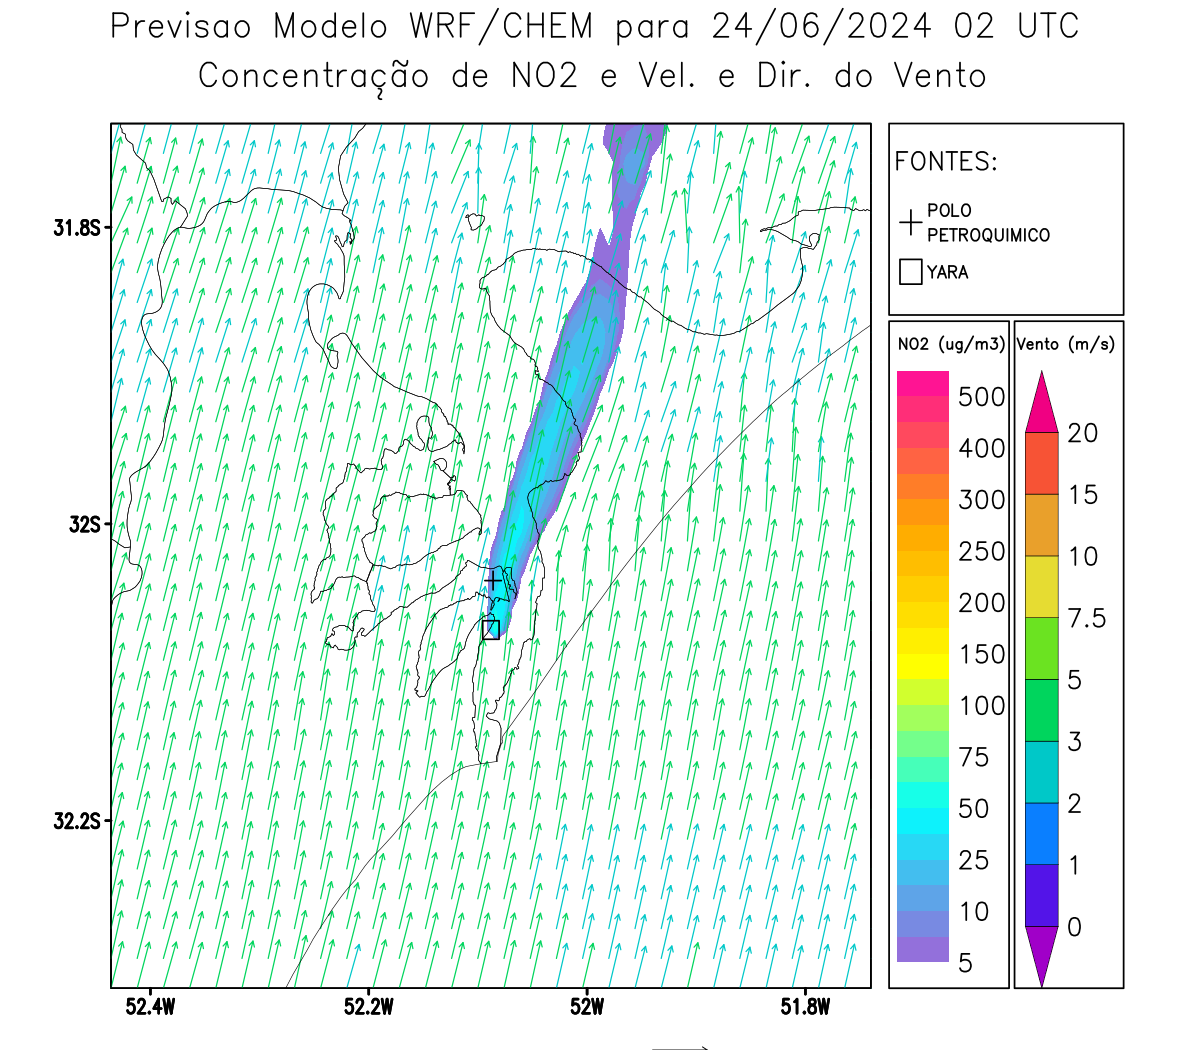 Previsao Modelo WRF/CHEM para 24/06/2024 02 UTC
Concentração de NO2 e Vel. e Dir. do Vento
FONTES:
POLO
PETROQUIMICO
YARA
31.8S
32S
32.2S
52.4W
52.2W
52W
51.8W
NO2 (ug/m3)
500
400
300
250
200
150
100
75
50
25
10
5
Vento (m/s)
20
15
10
7.5
5
3
2
1
0